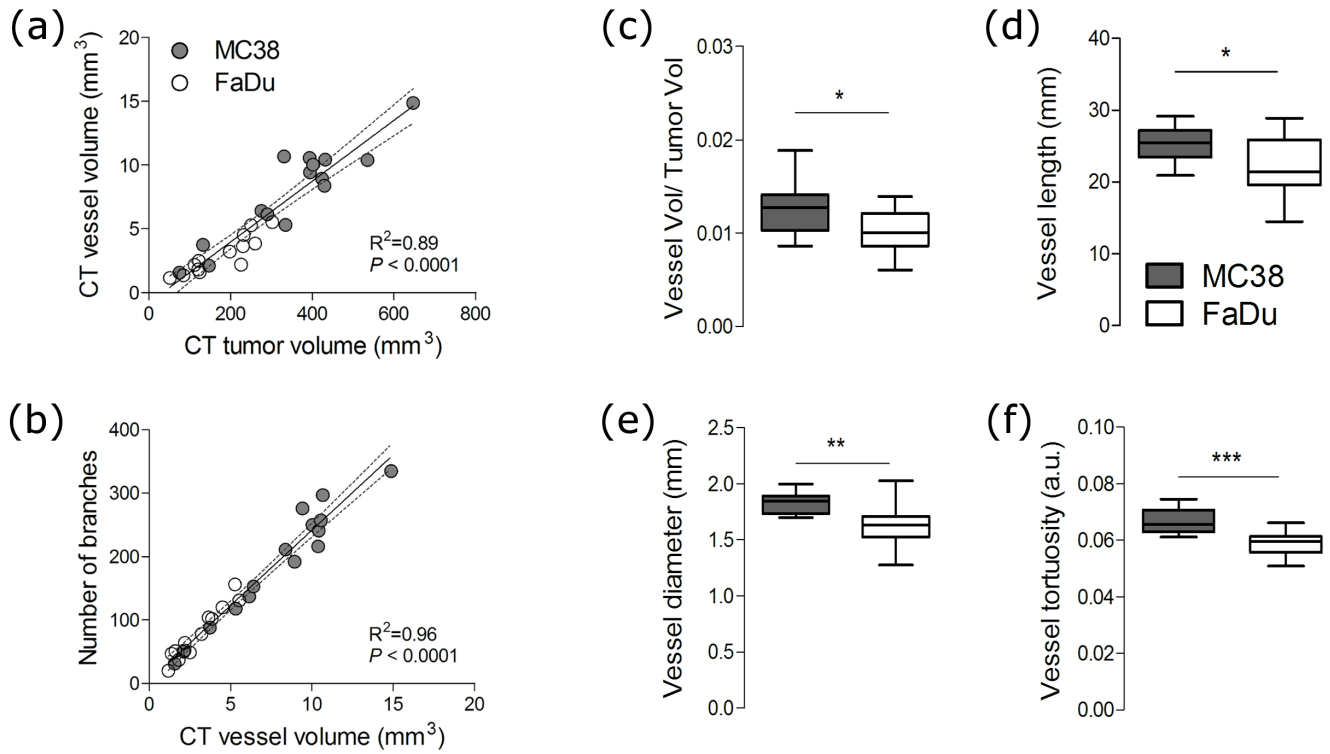 (a)
CT vessel volume (mm³)
20
15
10
5
0
MC38
FaDu
R²=0.89
P < 0.0001
0 200 400 600 800
CT tumor volume (mm³)
(c)
Vessel Vol/ Tumor Vol
0.03
0.02
0.01
0.00
*
(d)
Vessel length (mm)
40
30
20
10
0
*
MC38
FaDu
(b)
Number of branches
400
300
200
100
0
R²=0.96
P < 0.0001
0 5 10 15 20
CT vessel volume (mm³)
(e)
Vessel diameter (mm)
2.5
2.0
1.5
1.0
0.5
0.0
**
(f)
Vessel tortuosity (a.u.)
0.10
0.08
0.06
0.04
0.02
0.00
***